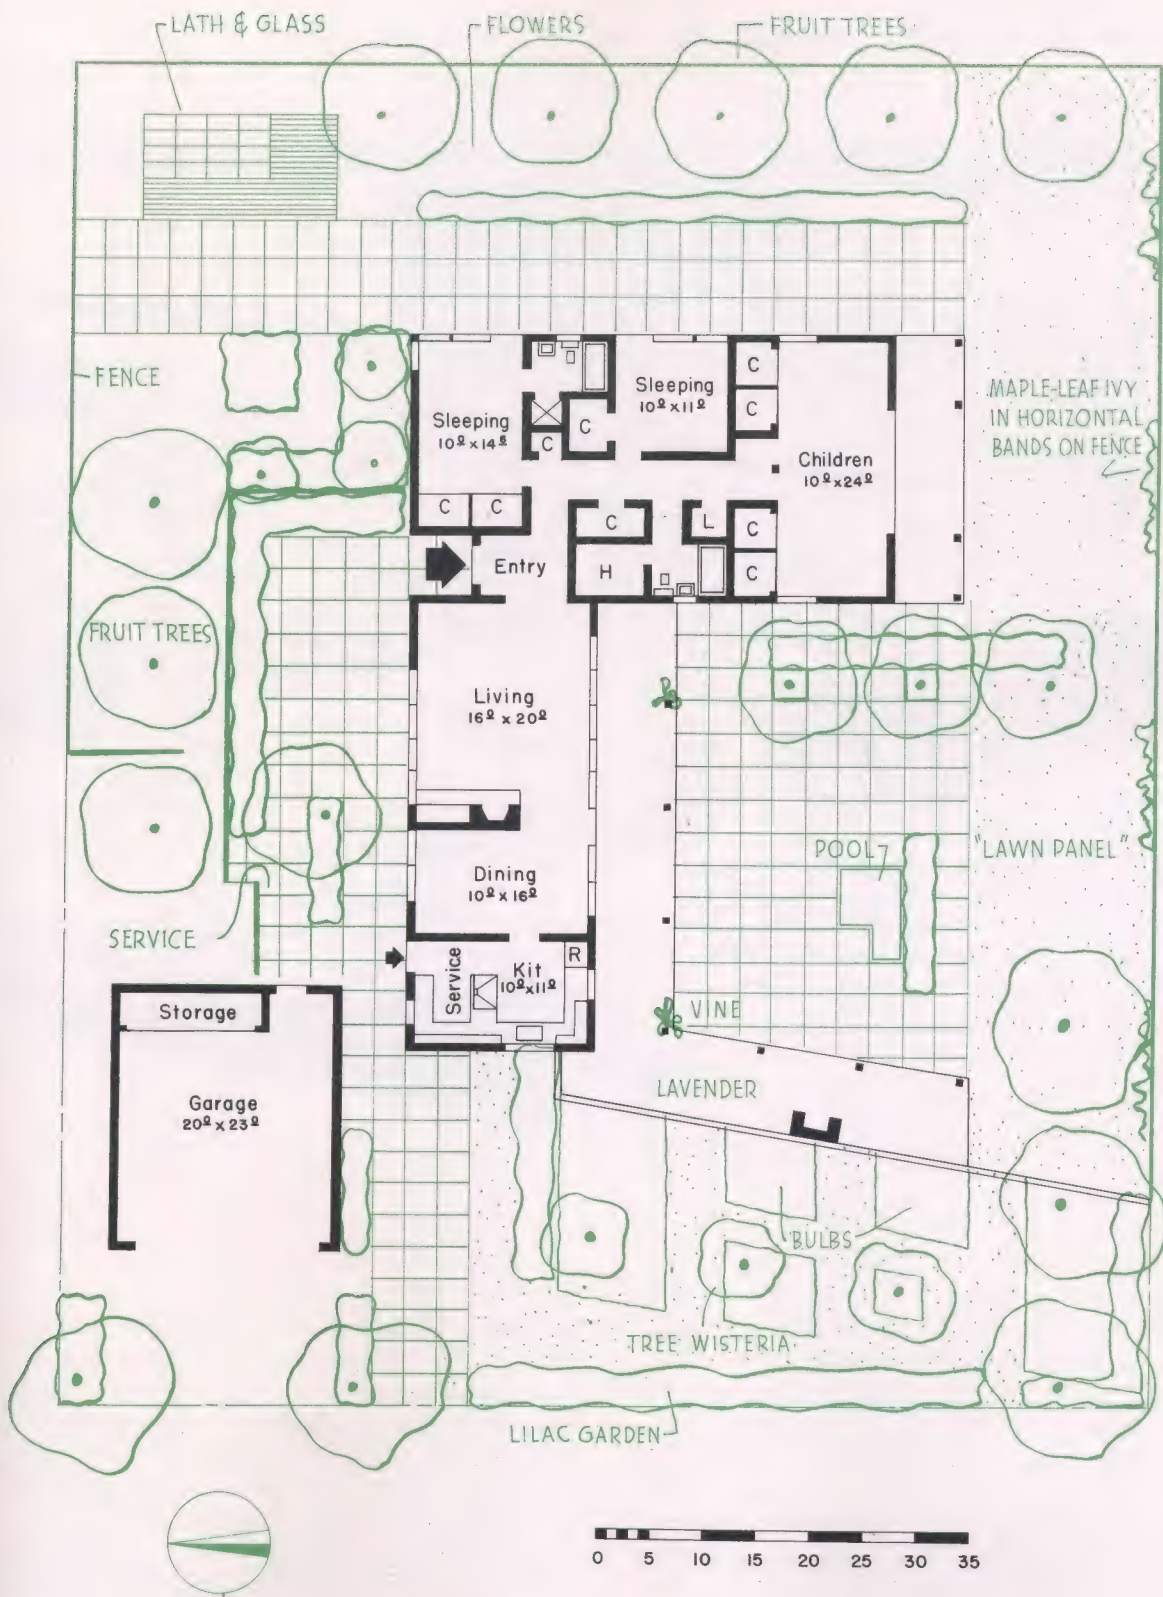 LATH & GLASS
FLOWERS
FRUIT TREES
FENCE
MAPLE-LEAF IVY
IN HORIZONTAL
BANDS ON FENCE
Sleeping
10⁰ x 14⁶
Sleeping
10⁰ x 11⁰
C
C
C
C
C
C
Children
10⁰ x 24⁰
C
L
C
C
Entry
H
FRUIT TREES
Living
16⁰ x 20⁰
POOL
"LAWN PANEL"
Dining
10⁰ x 16⁰
SERVICE
Service
Kit
10⁰ x 11⁰
R
Storage
VINE
LAVENDER
Garage
20⁰ x 23⁰
BULBS
TREE WISTERIA
LILAC GARDEN
0 5 10 15 20 25 30 35